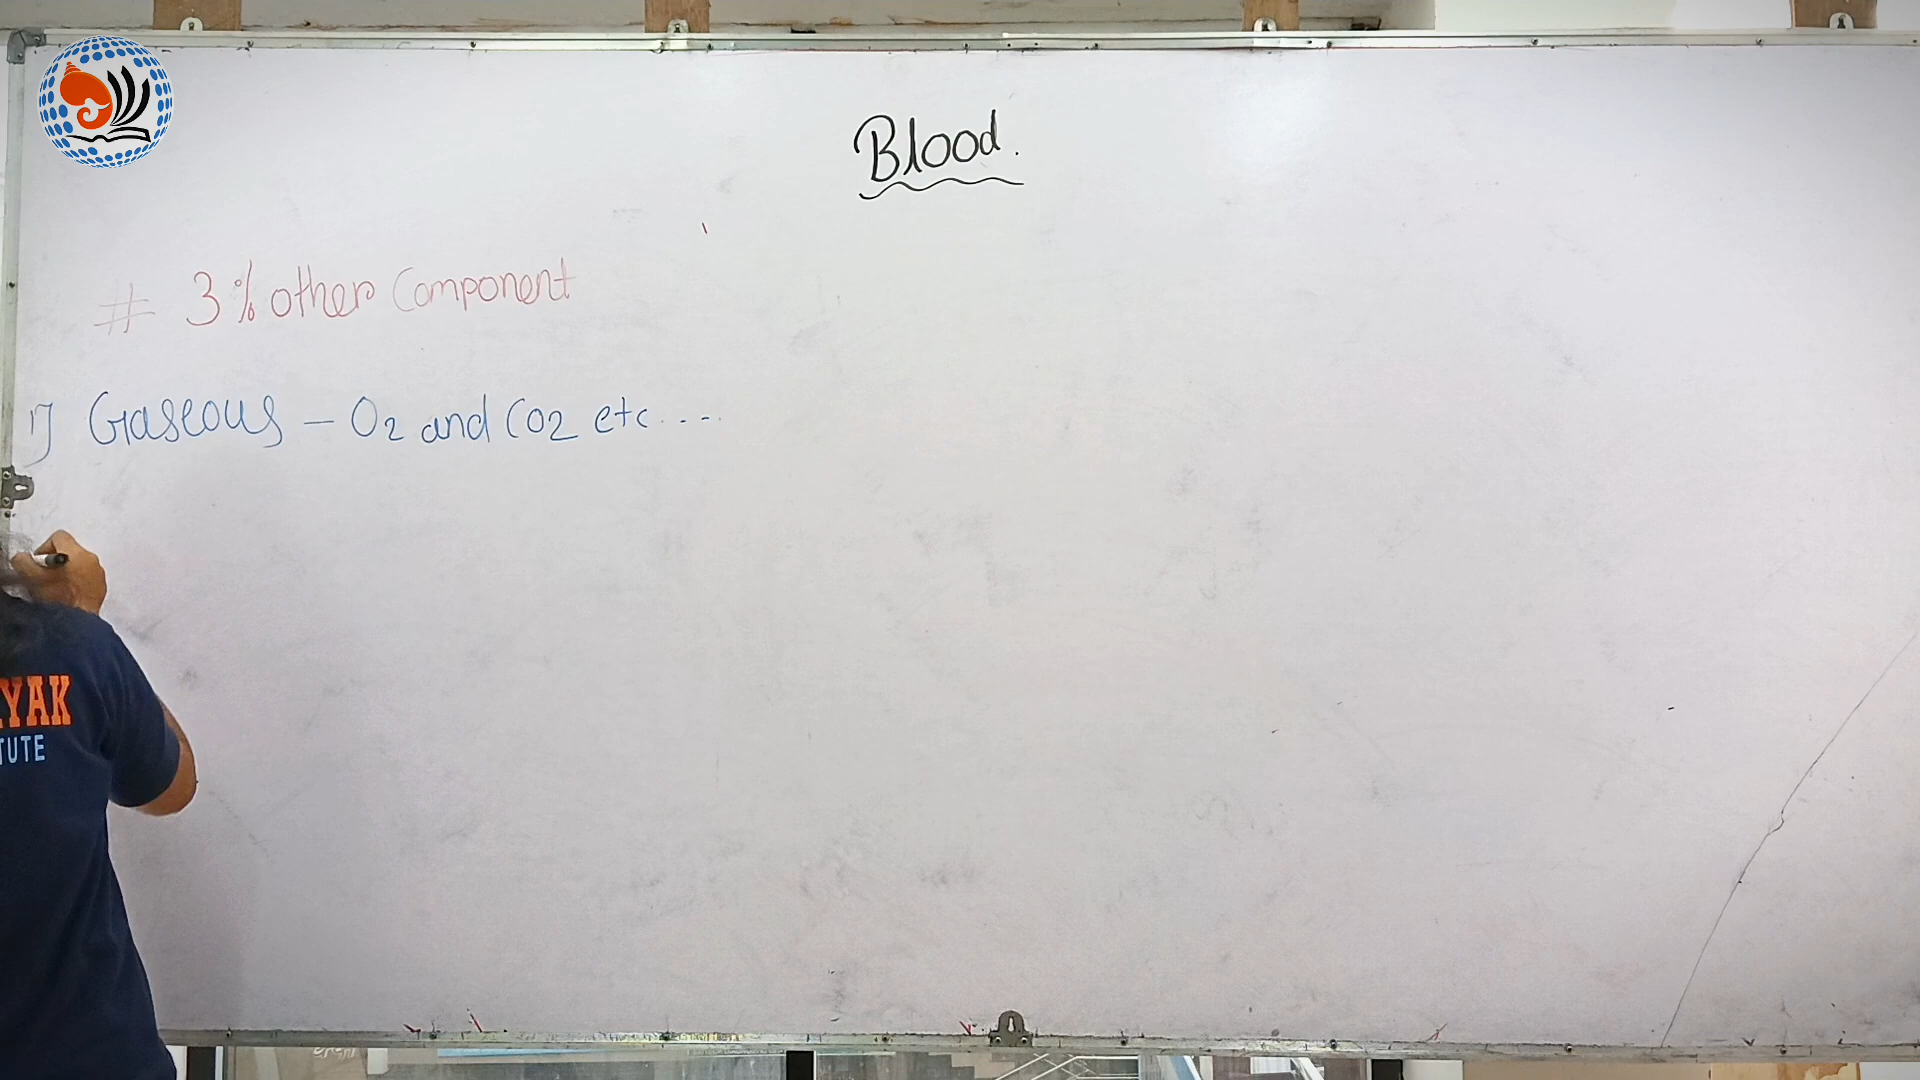 Blood.
# 3% other Component
1] Gaseous – O2 and CO2 etc.....
YAK
TUTE